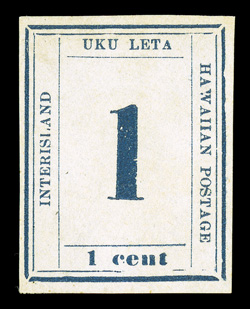 UKU LETA
INTERISLAND
1
HAWAIIAN POSTAGE
1 cent